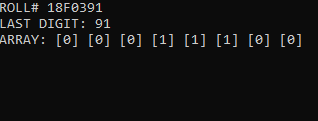 ROLL# 18F0391
LAST DIGIT: 91
ARRAY: [0] [0] [0] [1] [1] [1] [0] [0]